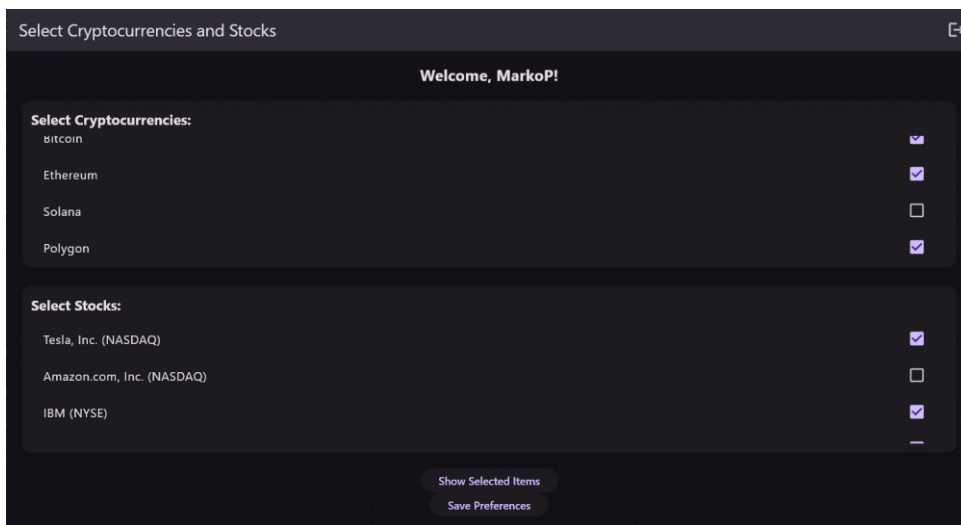 Select Cryptocurrencies and Stocks
Welcome, MarkoP!
Select Cryptocurrencies:
Bitcoin
Ethereum
Solana
Polygon
Select Stocks:
Tesla, Inc. (NASDAQ)
Amazon.com, Inc. (NASDAQ)
IBM (NYSE)
Show Selected Items
Save Preferences